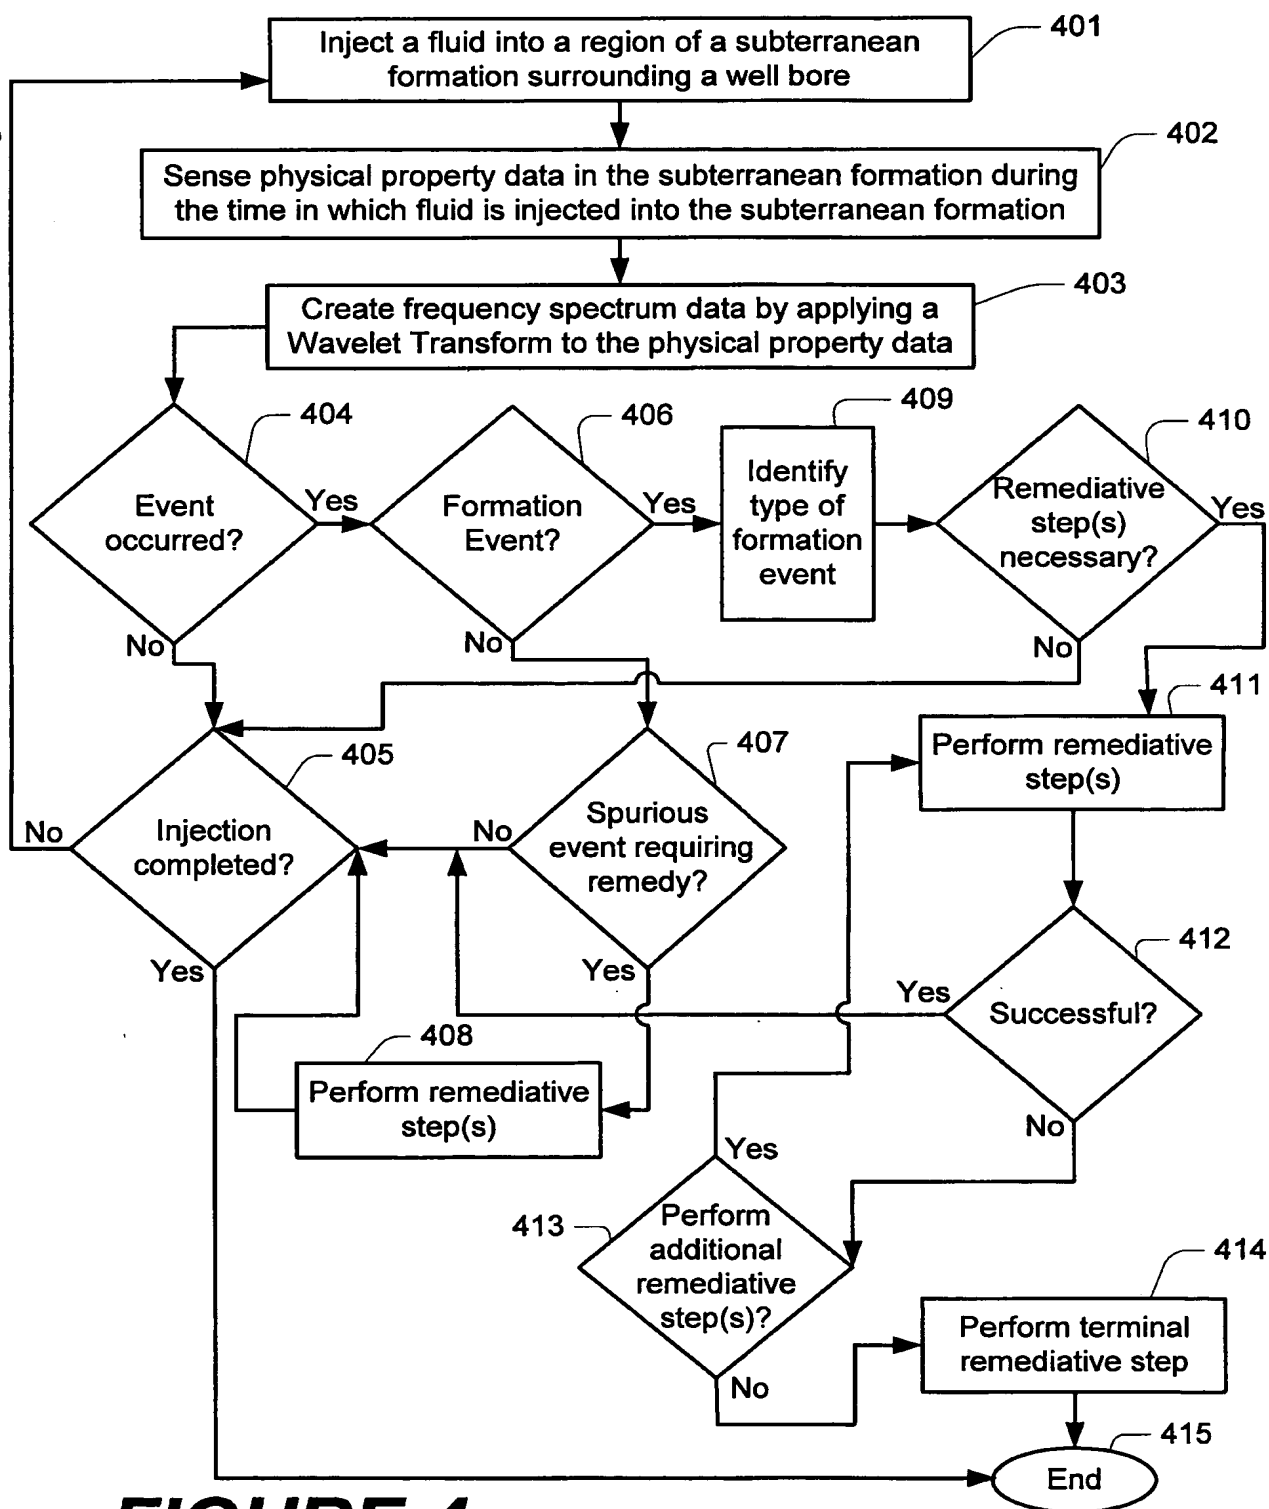 Inject a fluid into a region of a subterranean
formation surrounding a well bore
401
Sense physical property data in the subterranean formation during
the time in which fluid is injected into the subterranean formation
402
Create frequency spectrum data by applying a
Wavelet Transform to the physical property data
403
Event
occurred?
404
Yes
No
Formation
Event?
406
Yes
No
Identify
type of
formation
event
409
Remediative
step(s)
necessary?
410
Yes
No
Injection
completed?
405
No
Yes
Spurious
event requiring
remedy?
407
No
Yes
Perform remediative
step(s)
411
Perform remediative
step(s)
408
Successful?
412
Yes
No
Perform
additional
remediative
step(s)?
413
Yes
No
Perform terminal
remediative step
414
End
415
FIGURE 4